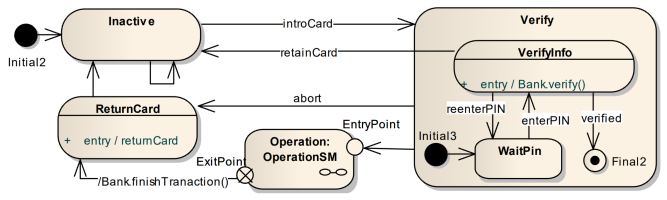 Inactive
introCard
Verify
Initial2
retainCard
VerifyInfo
+ entry / Bank.verify()
ReturnCard
abort
reenterPIN
enterPIN
verified
+ entry / returnCard
EntryPoint
Initial3
Operation:
OperationSM
WaitPin
ExitPoint
Final2
/Bank.finishTranaction()